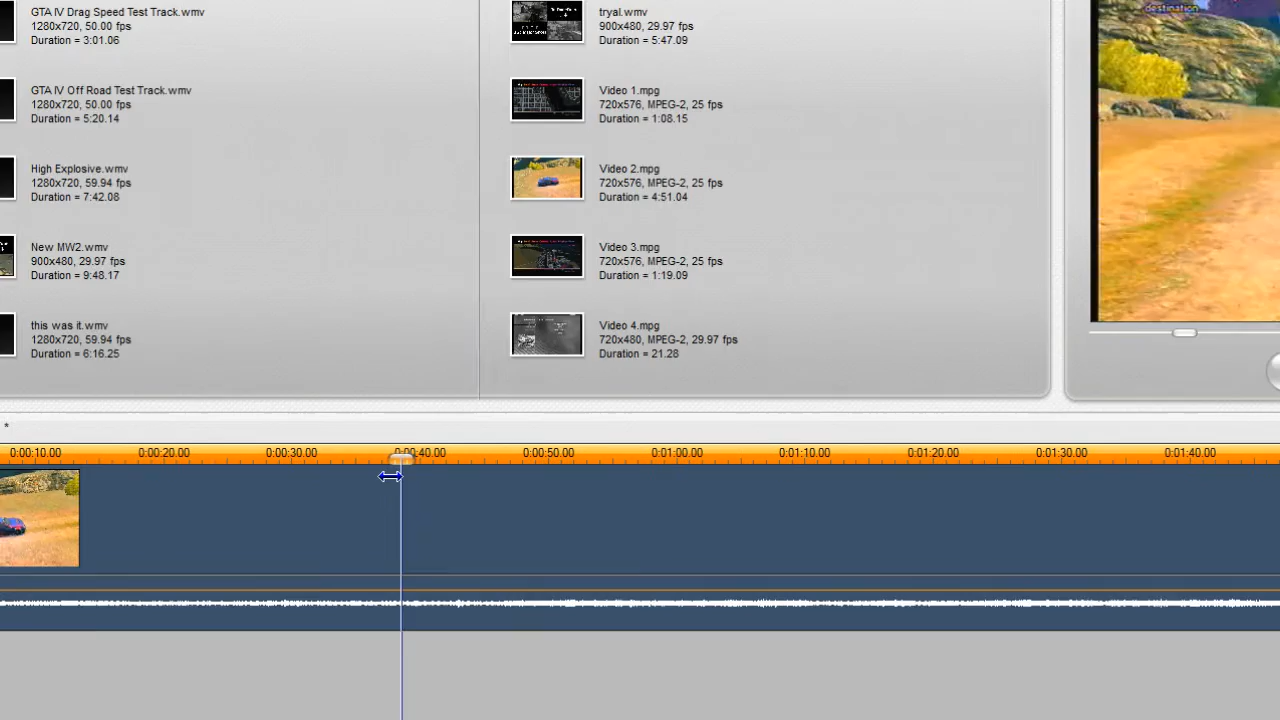 GTA IV Drag Speed Test Track.wmv
1280x720, 50.00 fps
Duration = 3:01.06
GTA IV Off Road Test Track.wmv
1280x720, 50.00 fps
Duration = 5:20.14
High Explosive.wmv
1280x720, 59.94 fps
Duration = 7:42.08
New MW2.wmv
900x480, 29.97 fps
Duration = 9:48.17
this was it.wmv
1280x720, 59.94 fps
Duration = 6:16.25
tryal.wmv
900x480, 29.97 fps
Duration = 5:47.09
Video 1.mpg
720x576, MPEG-2, 25 fps
Duration = 1:08.15
Video 2.mpg
720x576, MPEG-2, 25 fps
Duration = 4:51.04
Video 3.mpg
720x576, MPEG-2, 25 fps
Duration = 1:19.09
Video 4.mpg
720x480, MPEG-2, 29.97 fps
Duration = 21.28
destination
*
0:00:10.00 0:00:20.00 0:00:30.00 0:00:40.00 0:00:50.00 0:01:00.00 0:01:10.00 0:01:20.00 0:01:30.00 0:01:40.00